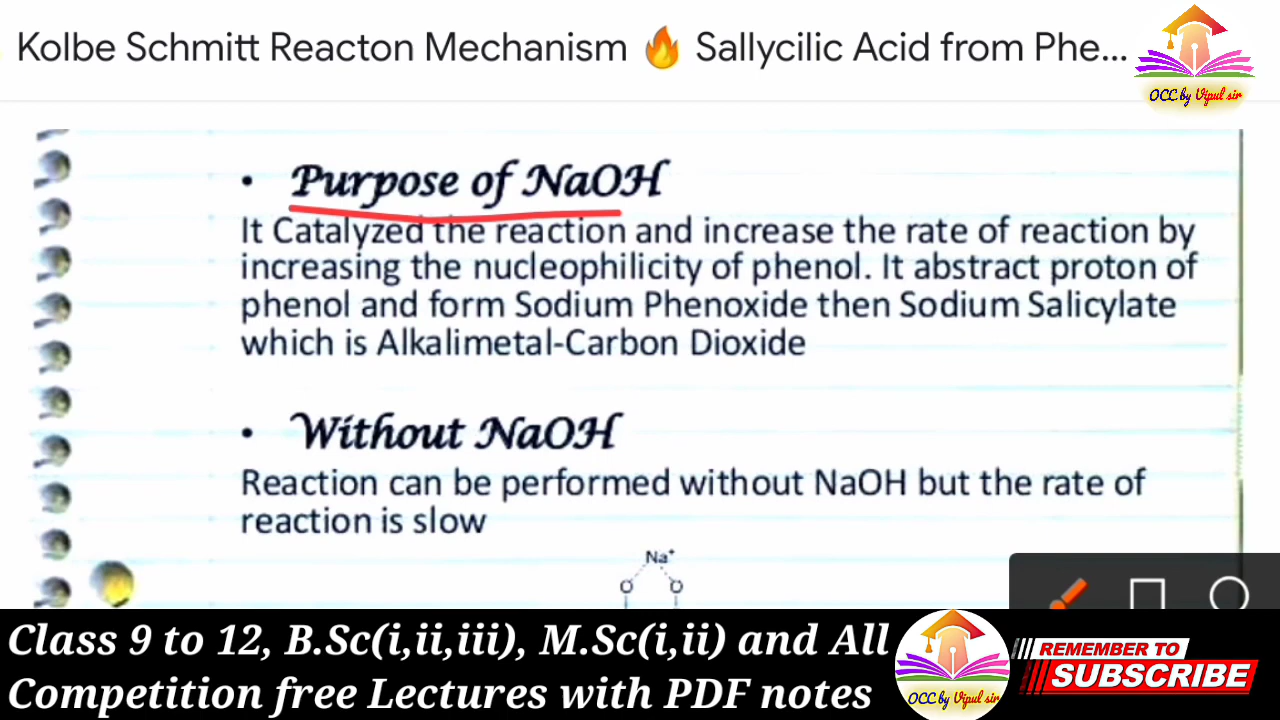 Kolbe Schmitt Reacton Mechanism 🔥 Sallycilic Acid from Phe...
OCC by Vipul sir
• Purpose of NaOH
It Catalyzed the reaction and increase the rate of reaction by
increasing the nucleophilicity of phenol. It abstract proton of
phenol and form Sodium Phenoxide then Sodium Salicylate
which is Alkalimetal-Carbon Dioxide
• Without NaOH
Reaction can be performed without NaOH but the rate of
reaction is slow
Na⁺
O O
Class 9 to 12, B.Sc(i,ii,iii), M.Sc(i,ii) and All
Competition free Lectures with PDF notes
OCC by Vipul sir
REMEMBER TO
SUBSCRIBE